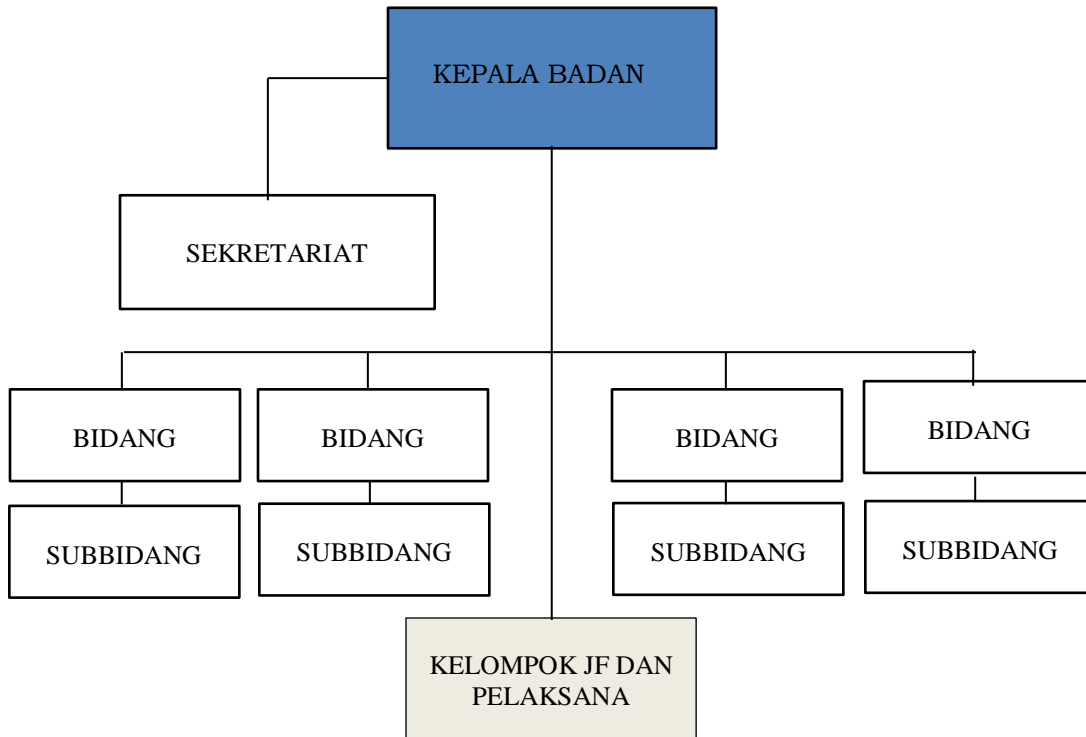 KEPALA BADAN
SEKRETARIAT
BIDANG
BIDANG
BIDANG
BIDANG
SUBBIDANG
SUBBIDANG
SUBBIDANG
SUBBIDANG
KELOMPOK JF DAN
PELAKSANA